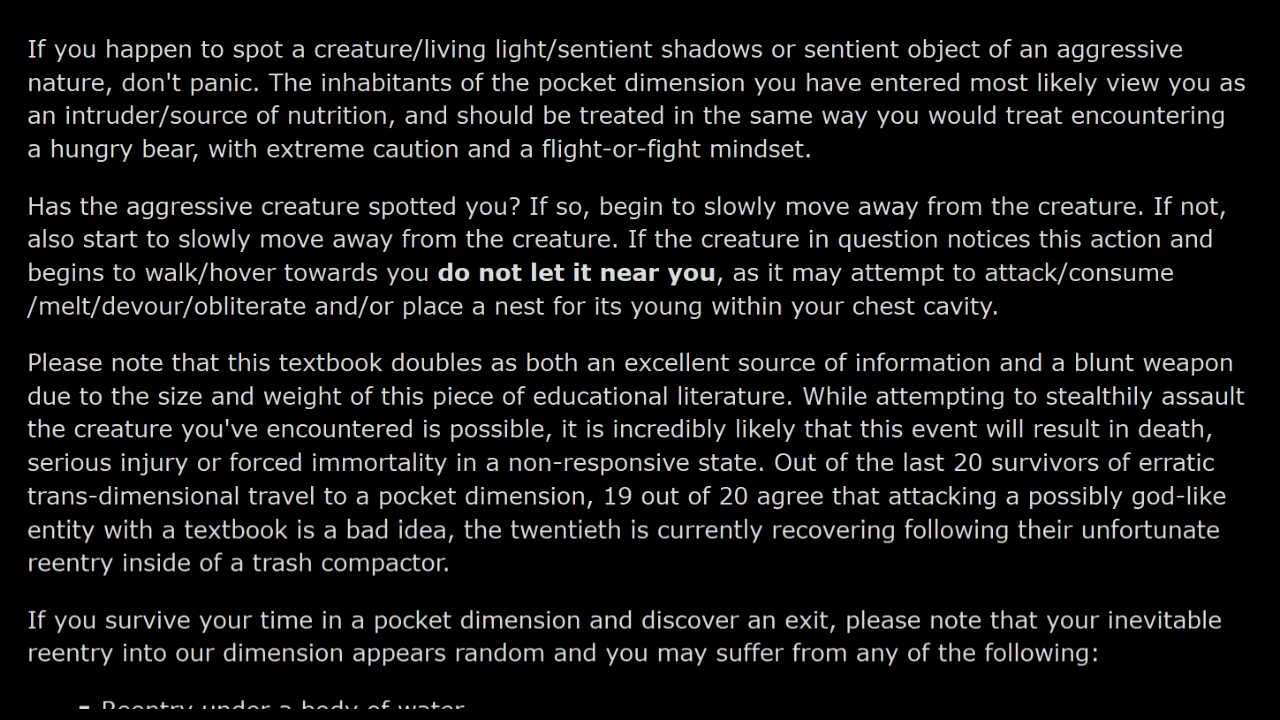 If you happen to spot a creature/living light/sentient shadows or sentient object of an aggressive
nature, don't panic. The inhabitants of the pocket dimension you have entered most likely view you as
an intruder/source of nutrition, and should be treated in the same way you would treat encountering
a hungry bear, with extreme caution and a flight-or-fight mindset.
Has the aggressive creature spotted you? If so, begin to slowly move away from the creature. If not,
also start to slowly move away from the creature. If the creature in question notices this action and
begins to walk/hover towards you do not let it near you, as it may attempt to attack/consume
/melt/devour/obliterate and/or place a nest for its young within your chest cavity.
Please note that this textbook doubles as both an excellent source of information and a blunt weapon
due to the size and weight of this piece of educational literature. While attempting to stealthily assault
the creature you've encountered is possible, it is incredibly likely that this event will result in death,
serious injury or forced immortality in a non-responsive state. Out of the last 20 survivors of erratic
trans-dimensional travel to a pocket dimension, 19 out of 20 agree that attacking a possibly god-like
entity with a textbook is a bad idea, the twentieth is currently recovering following their unfortunate
reentry inside of a trash compactor.
If you survive your time in a pocket dimension and discover an exit, please note that your inevitable
reentry into our dimension appears random and you may suffer from any of the following:
▪ Reentry under a body of water